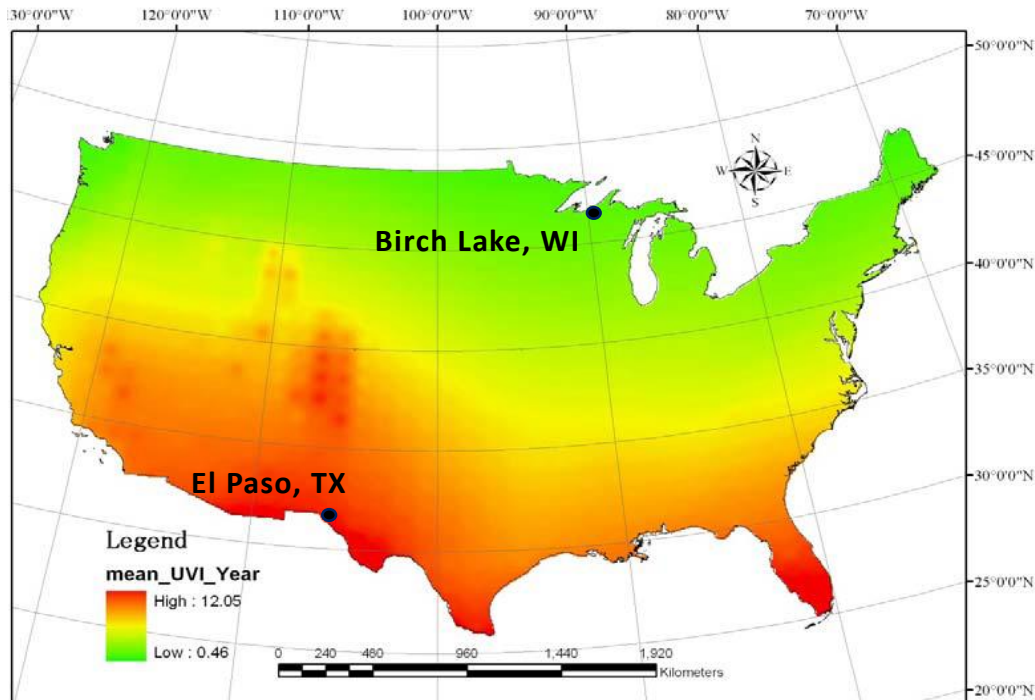 130°0'0"W 120°0'0"W 110°0'0"W 100°0'0"W 90°0'0"W 80°0'0"W 70°0'0"W
50°0'0"N
45°0'0"N
N
W E
S
Birch Lake, WI
40°0'0"N
35°0'0"N
El Paso, TX
30°0'0"N
Legend
mean_UVI_Year
High : 12.05
25°0'0"N
Low : 0.46
0 240 460 960 1,440 1,920
Kilometers
20°0'0"N